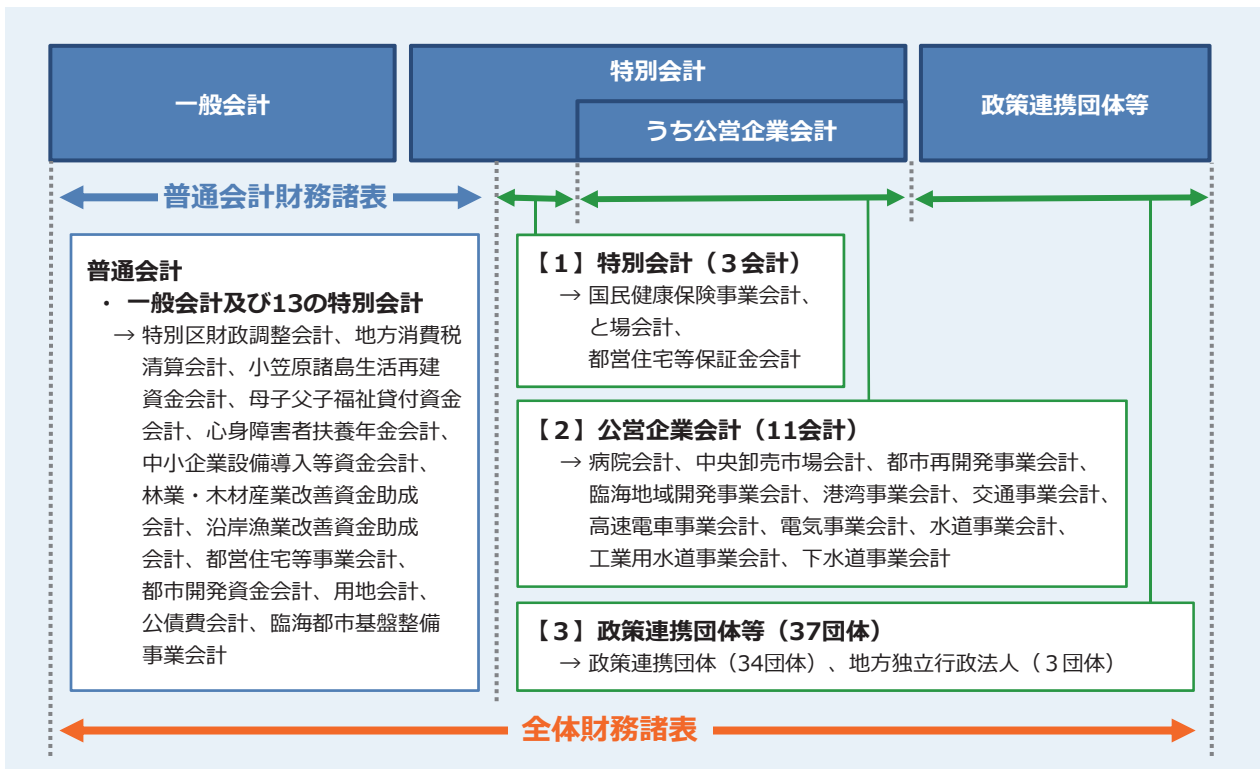 一般会計
特別会計
うち公営企業会計
政策連携団体等
普通会計財務諸表
普通会計
・ 一般会計及び13の特別会計
→ 特別区財政調整会計、地方消費税
清算会計、小笠原諸島生活再建
資金会計、母子父子福祉貸付資金
会計、心身障害者扶養年金会計、
中小企業設備導入等資金会計、
林業・木材産業改善資金助成
会計、沿岸漁業改善資金助成
会計、都営住宅等事業会計、
都市開発資金会計、用地会計、
公債費会計、臨海都市基盤整備
事業会計
【１】特別会計（３会計）
→ 国民健康保険事業会計、
と場会計、
都営住宅等保証金会計
【２】公営企業会計（11会計）
→ 病院会計、中央卸売市場会計、都市再開発事業会計、
臨海地域開発事業会計、港湾事業会計、交通事業会計、
高速電車事業会計、電気事業会計、水道事業会計、
工業用水道事業会計、下水道事業会計
【３】政策連携団体等（37団体）
→ 政策連携団体（34団体）、地方独立行政法人（３団体）
全体財務諸表